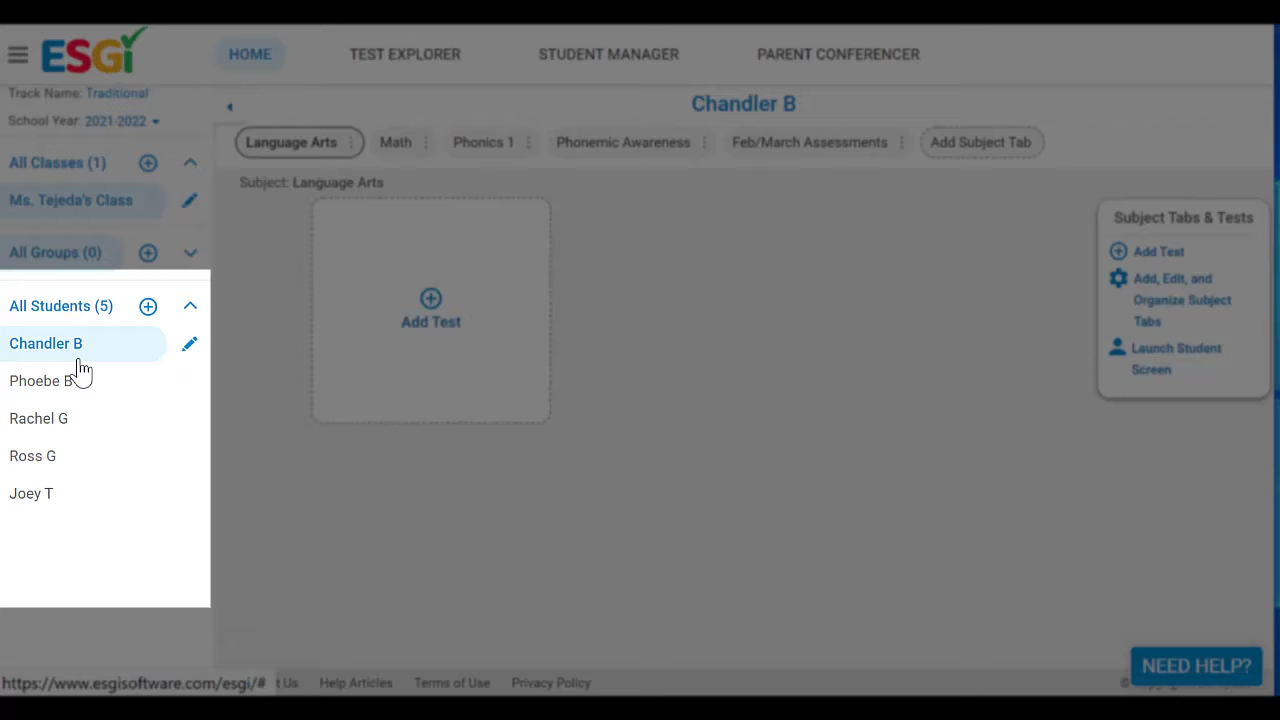 ESGi
HOME
TEST EXPLORER
STUDENT MANAGER
PARENT CONFERENCER
Track Name: Traditional
School Year: 2021-2022
Chandler B
Language Arts
Math
Phonics 1
Phonemic Awareness
Feb/March Assessments
Add Subject Tab
All Classes (1)
Ms. Tejeda's Class
All Groups (0)
All Students (5)
Chandler B
Phoebe B
Rachel G
Ross G
Joey T
Subject: Language Arts
Add Test
Subject Tabs & Tests
Add Test
Add, Edit, and
Organize Subject
Tabs
Launch Student
Screen
NEED HELP?
https://www.esgisoftware.com/esgi/#
t Us
Help Articles
Terms of Use
Privacy Policy